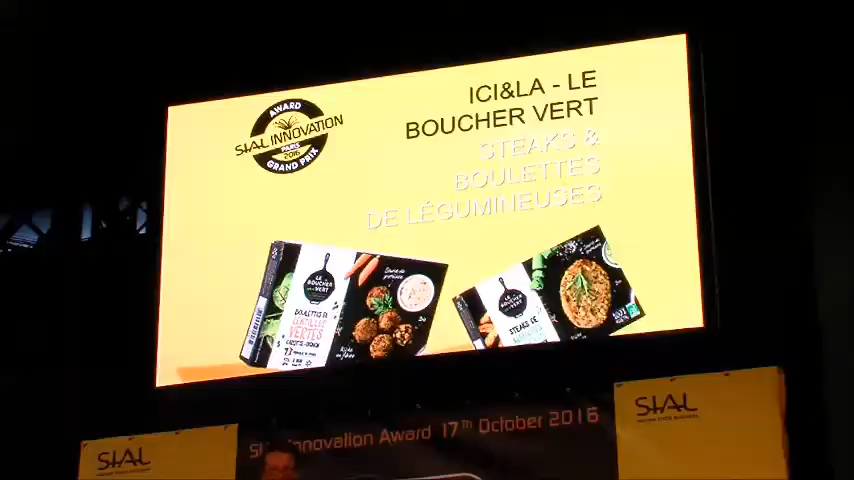 AWARD
SIAL INNOVATION
PARIS
2016
GRAND PRIX
ICI&LA - LE
BOUCHER VERT
STEAKS &
BOULETTES
DE LÉGUMINEUSES
LE
BOUCHER
VERT
BOULETTES DE
LENTILLES
VERTES
LE
BOUCHER
VERT
STEAKS DE
SIAL Innovation Award 17TH October 2016
SIAL
SIAL